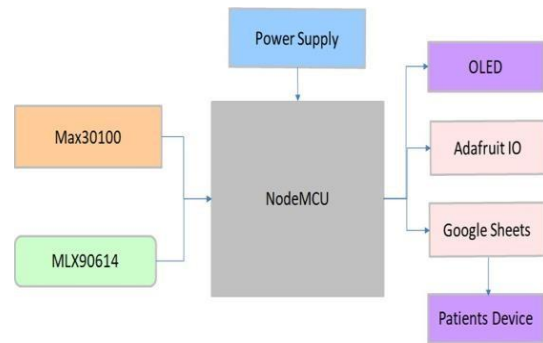 Power Supply
OLED
Max30100
Adafruit IO
NodeMCU
Google Sheets
MLX90614
Patients Device